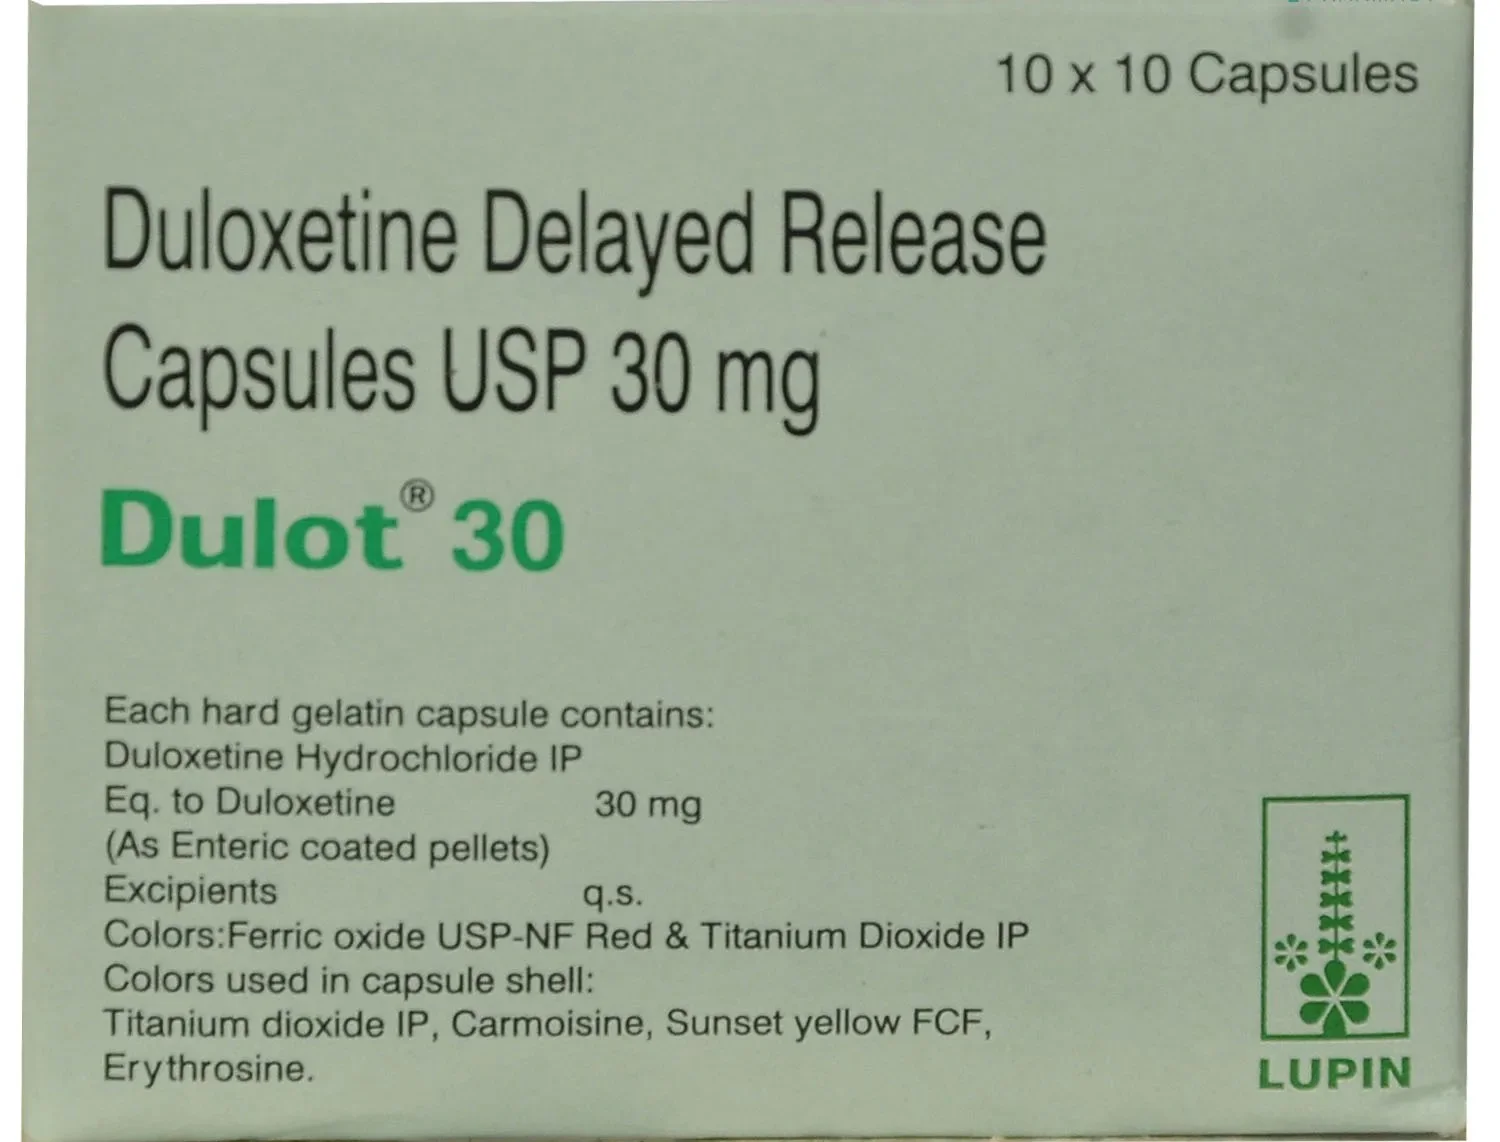 10 x 10 Capsules
Duloxetine Delayed Release
Capsules USP 30 mg
Dulot® 30
Each hard gelatin capsule contains:
Duloxetine Hydrochloride IP
Eq. to Duloxetine 30 mg
(As Enteric coated pellets)
Excipients q.s.
Colors:Ferric oxide USP-NF Red & Titanium Dioxide IP
Colors used in capsule shell:
Titanium dioxide IP, Carmoisine, Sunset yellow FCF,
Erythrosine.
LUPIN